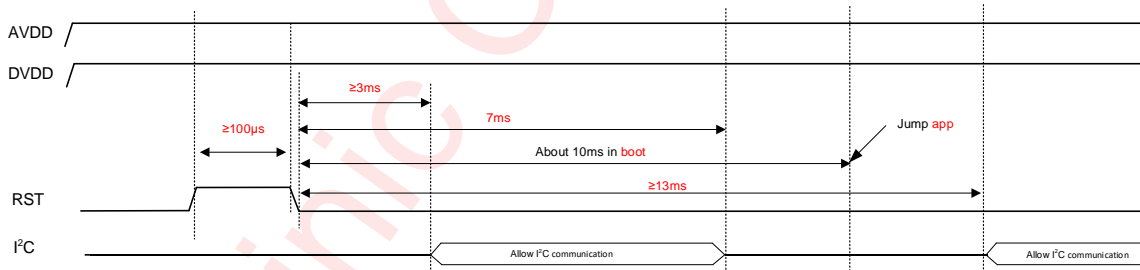 AVDD
DVDD
≥3ms
7ms
≥100µs
Jump app
About 10ms in boot
≥13ms
RST
I²C
Allow I²C communication
Allow I²C communication
inic